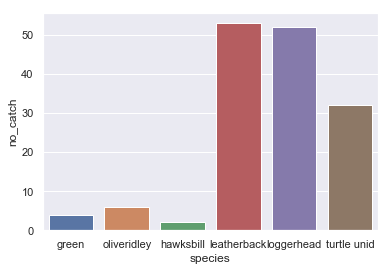 50
40
30
20
10
0
no_catch
green oliveridley hawksbill leatherback loggerhead turtle unid
species